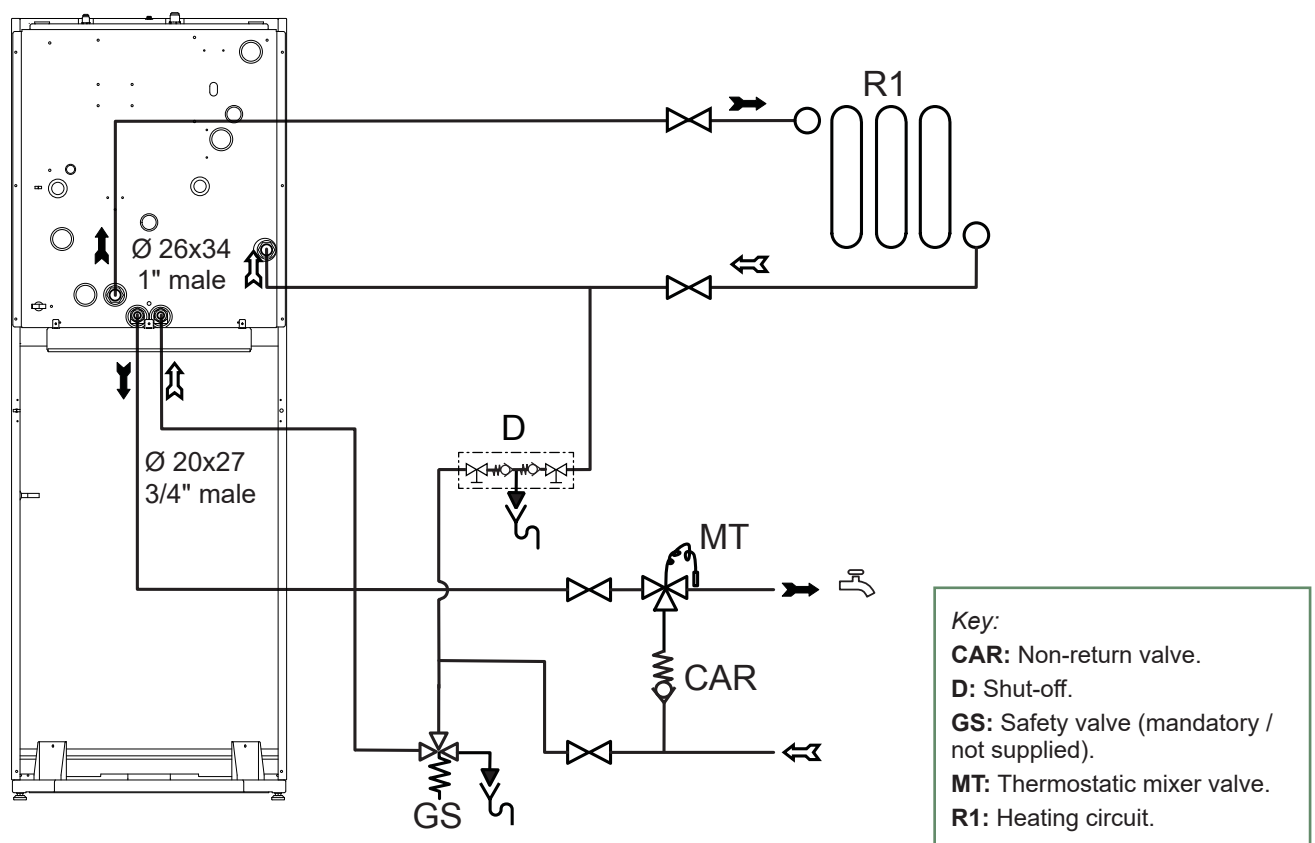 R1
Ø 26x34
1" male
D
Ø 20x27
3/4" male
MT
CAR
GS
Key:
CAR: Non-return valve.
D: Shut-off.
GS: Safety valve (mandatory /
not supplied).
MT: Thermostatic mixer valve.
R1: Heating circuit.